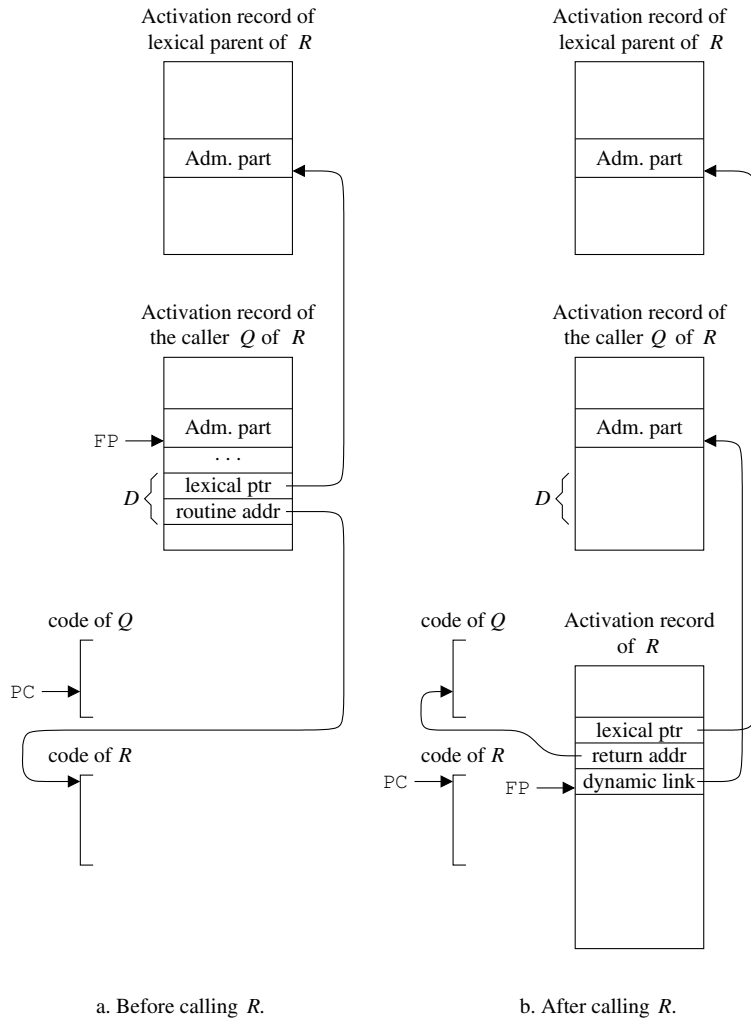 Activation record of
lexical parent of R
Adm. part
Activation record of
the caller Q of R
FP
Adm. part
. . .
D
lexical ptr
routine addr
code of Q
PC
code of R
a. Before calling R.
Activation record of
lexical parent of R
Adm. part
Activation record of
the caller Q of R
Adm. part
D
code of Q
Activation record
of R
lexical ptr
return addr
code of R
PC
FP
dynamic link
b. After calling R.